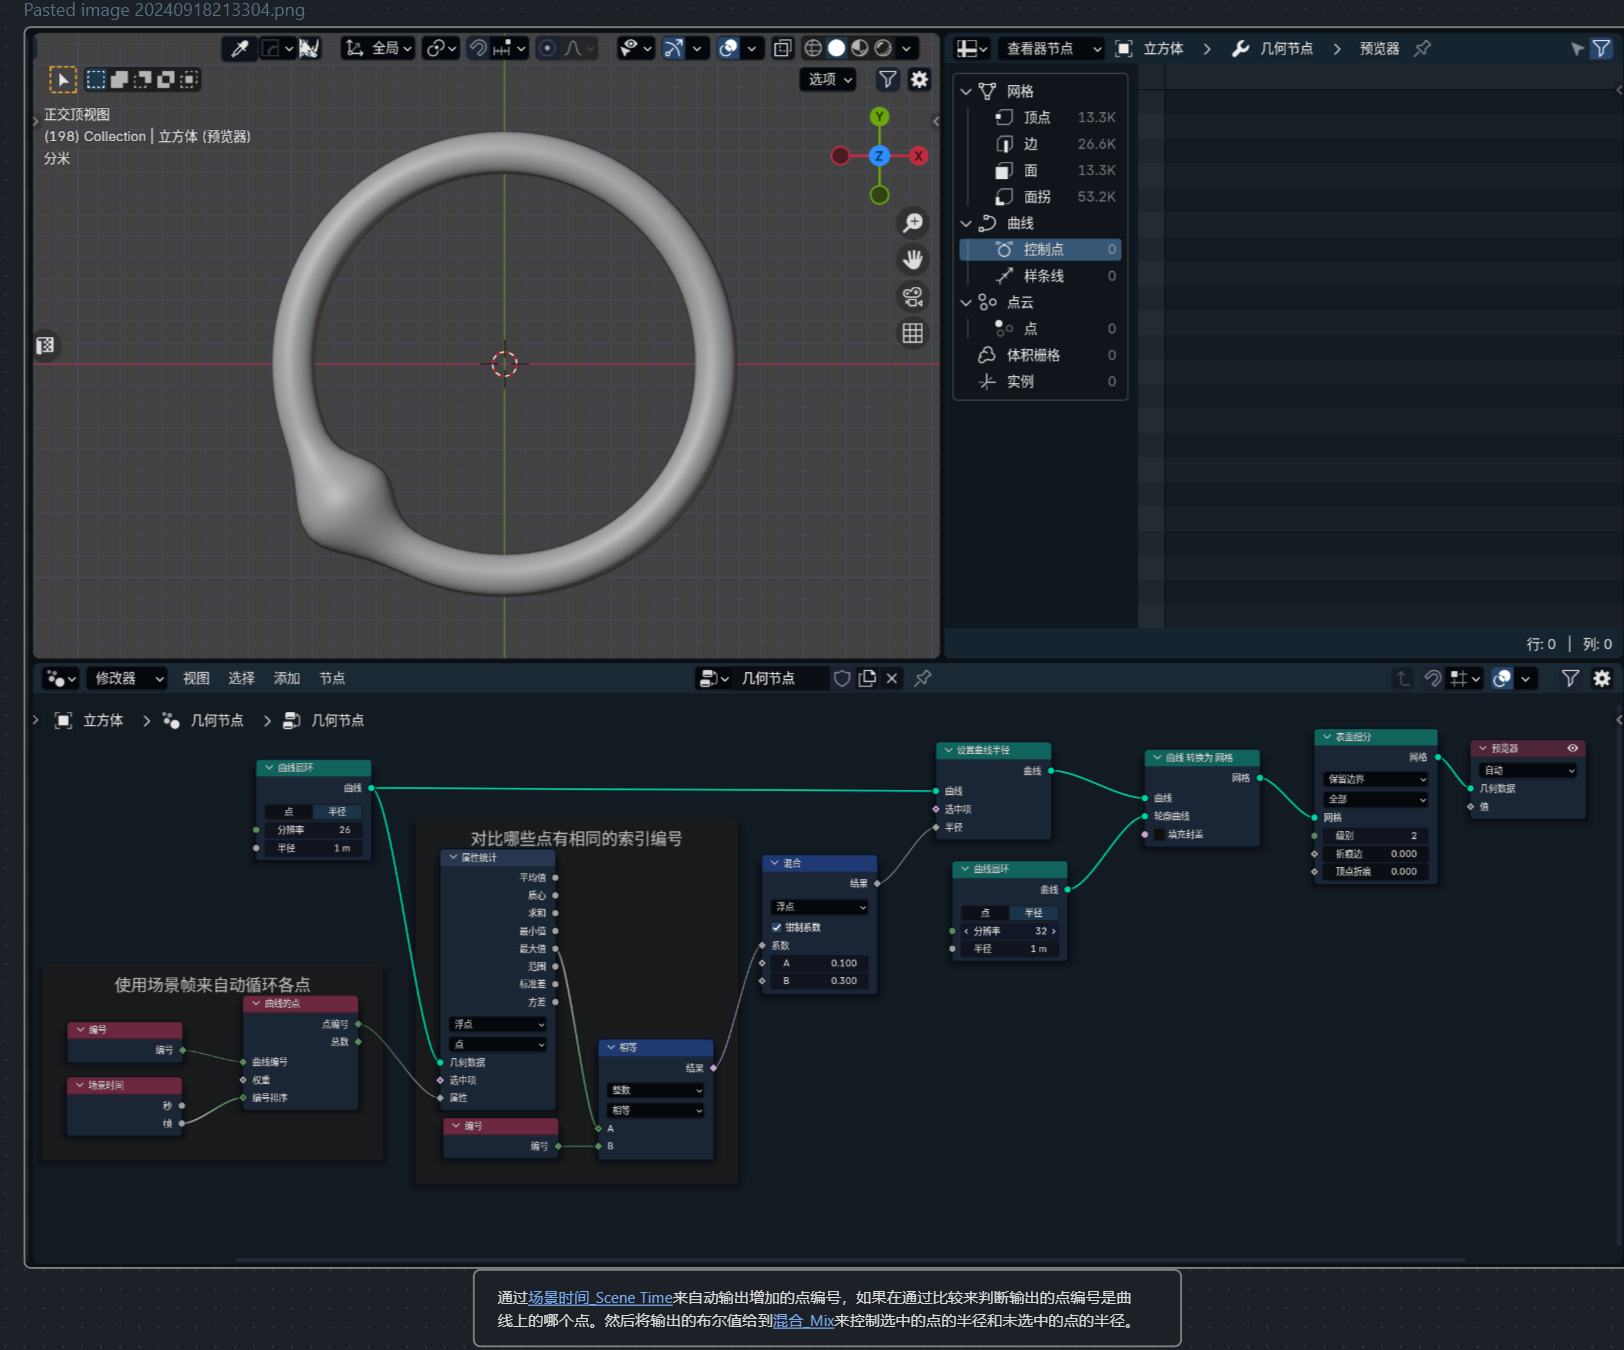 Pasted image 20240918213304.png
全局
选项
正交顶视图
(198) Collection | 立方体 (预览器)
分米
Y
Z
X
查看器节点
立方体
几何节点
预览器
网格
顶点 13.3K
边 26.6K
面 13.3K
面拐 53.2K
曲线
控制点 0
样条线 0
点云
点 0
体积栅格 0
实例 0
行: 0 | 列: 0
修改器
视图
选择
添加
节点
几何节点
立方体
几何节点
几何节点
曲线圆环
曲线
点 半径
分辨率 26
半径 1 m
使用场景帧来自动循环各点
编号
编号
场景时间
秒
帧
曲线的点
点编号
总数
曲线编号
权重
编号排序
对比哪些点有相同的索引编号
属性统计
平均值
质心
求和
最小值
最大值
范围
标准差
方差
浮点
点
几何数据
选中项
属性
编号
编号
相等
结果
整数
相等
A
B
混合
结果
浮点
钳制系数
系数
A 0.100
B 0.300
设置曲线半径
曲线
曲线
选中项
半径
曲线圆环
曲线
点 半径
分辨率 32
半径 1 m
曲线 转换为 网格
网格
曲线
轮廓曲线
填充封盖
表面细分
网格
保留边界
全部
网格
级别 2
折痕边 0.000
顶点折痕 0.000
预览器
自动
几何数据
值
通过场景时间_Scene Time来自动输出增加的点编号，如果在通过比较来判断输出的点编号是曲
线上的哪个点。然后将输出的布尔值给到混合_Mix来控制选中的点的半径和未选中的点的半径。